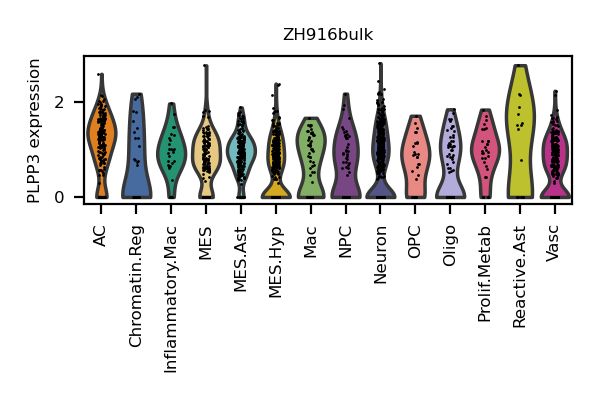 ZH916bulk
PLPP3 expression
2
0
AC
Chromatin.Reg
Inflammatory.Mac
MES
MES.Ast
MES.Hyp
Mac
NPC
Neuron
OPC
Oligo
Prolif.Metab
Reactive.Ast
Vasc